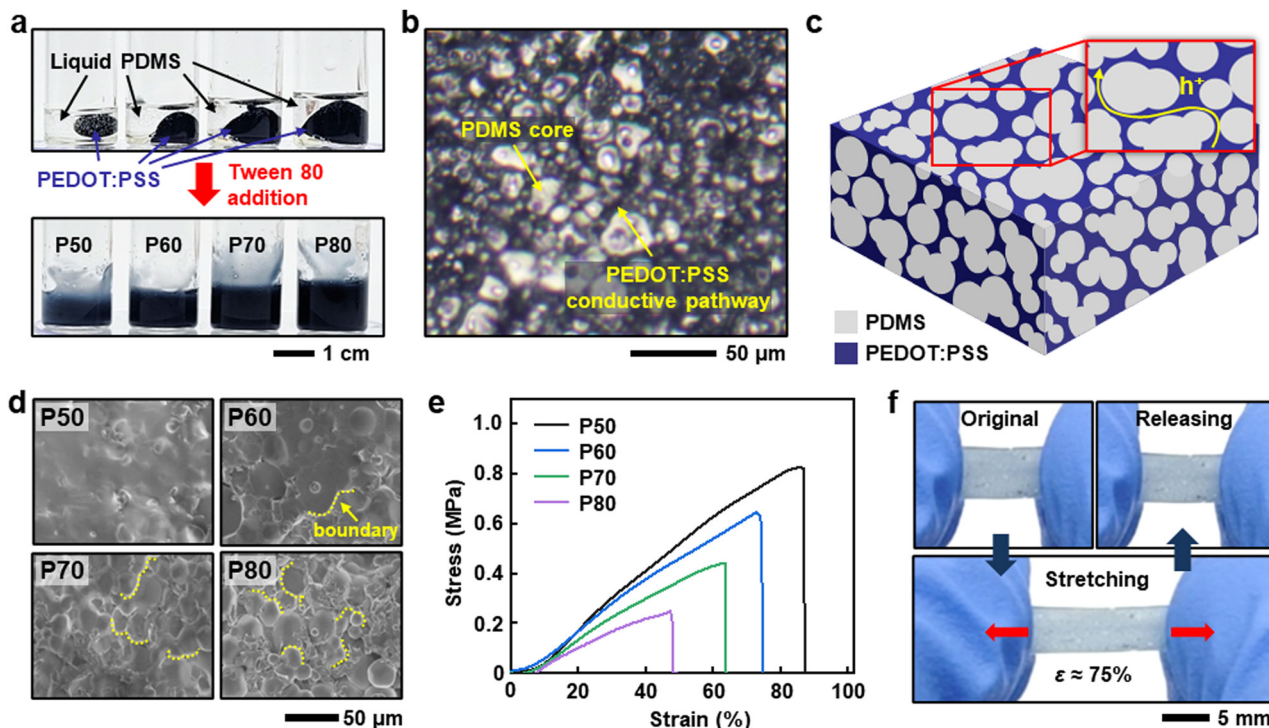 a
Liquid PDMS
PEDOT:PSS
Tween 80
addition
P50 P60 P70 P80
1 cm
b
PDMS core
PEDOT:PSS
conductive pathway
50 µm
c
h+
PDMS
PEDOT:PSS
d
P50
P60
boundary
P70
P80
50 µm
e
Stress (MPa)
1.0
0.8
0.6
0.4
0.2
0
P50
P60
P70
P80
0 20 40 60 80 100
Strain (%)
f
Original
Releasing
Stretching
ε ≈ 75%
5 mm